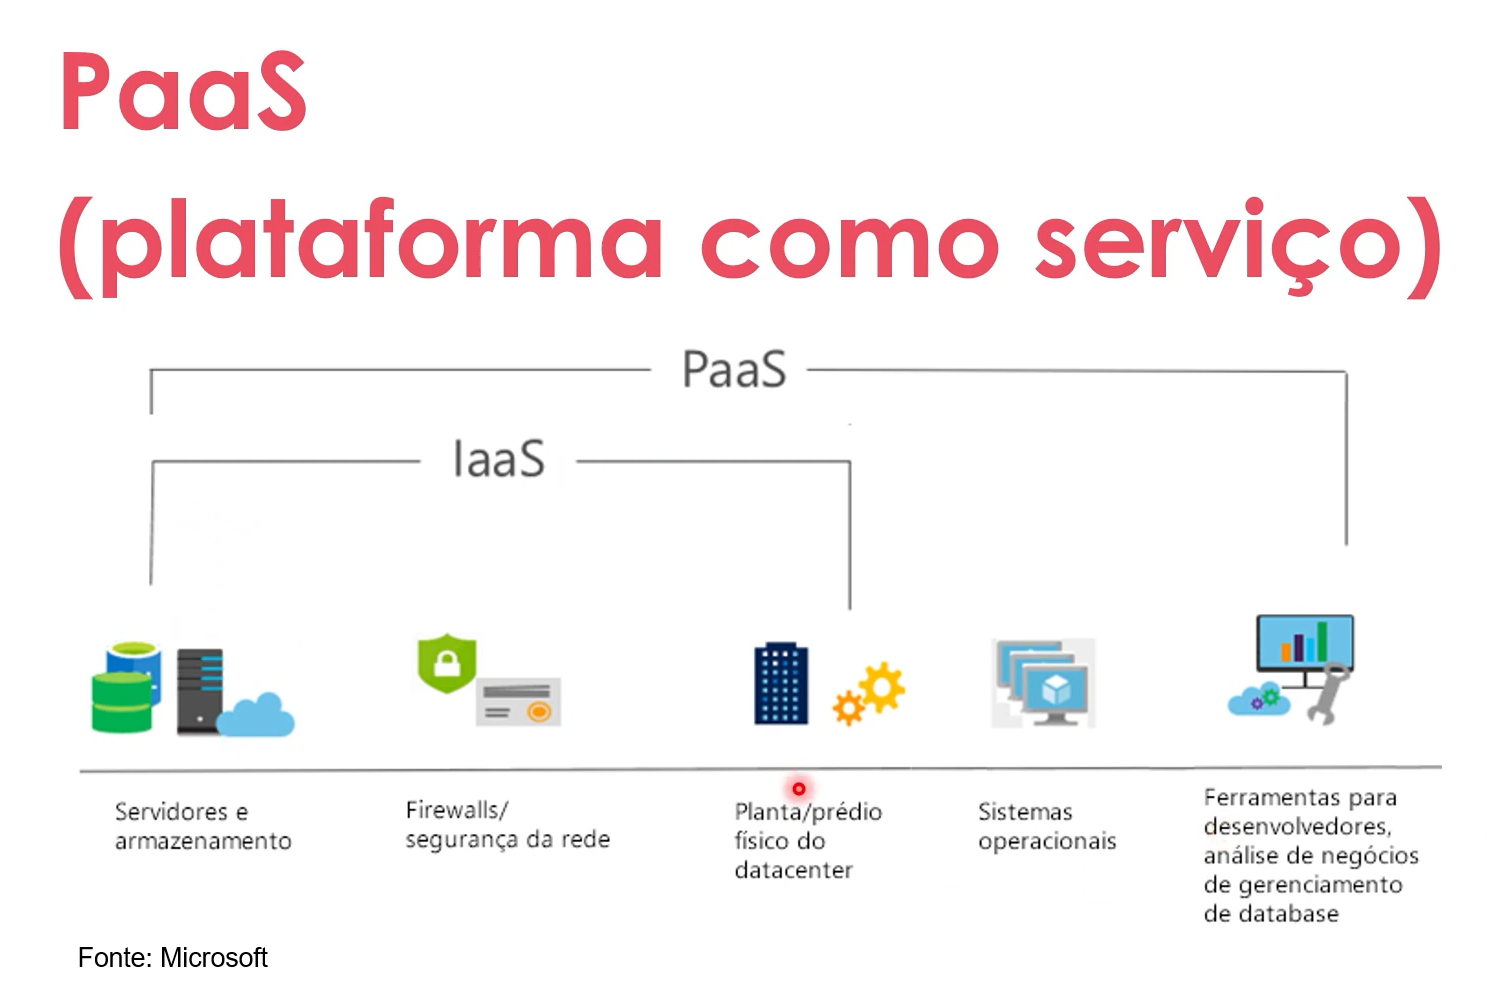 PaaS
(plataforma como serviço)
PaaS
IaaS
Servidores e
armazenamento
Firewalls/
segurança da rede
Planta/prédio
físico do
datacenter
Sistemas
operacionais
Ferramentas para
desenvolvedores,
análise de negócios
de gerenciamento
de database
Fonte: Microsoft